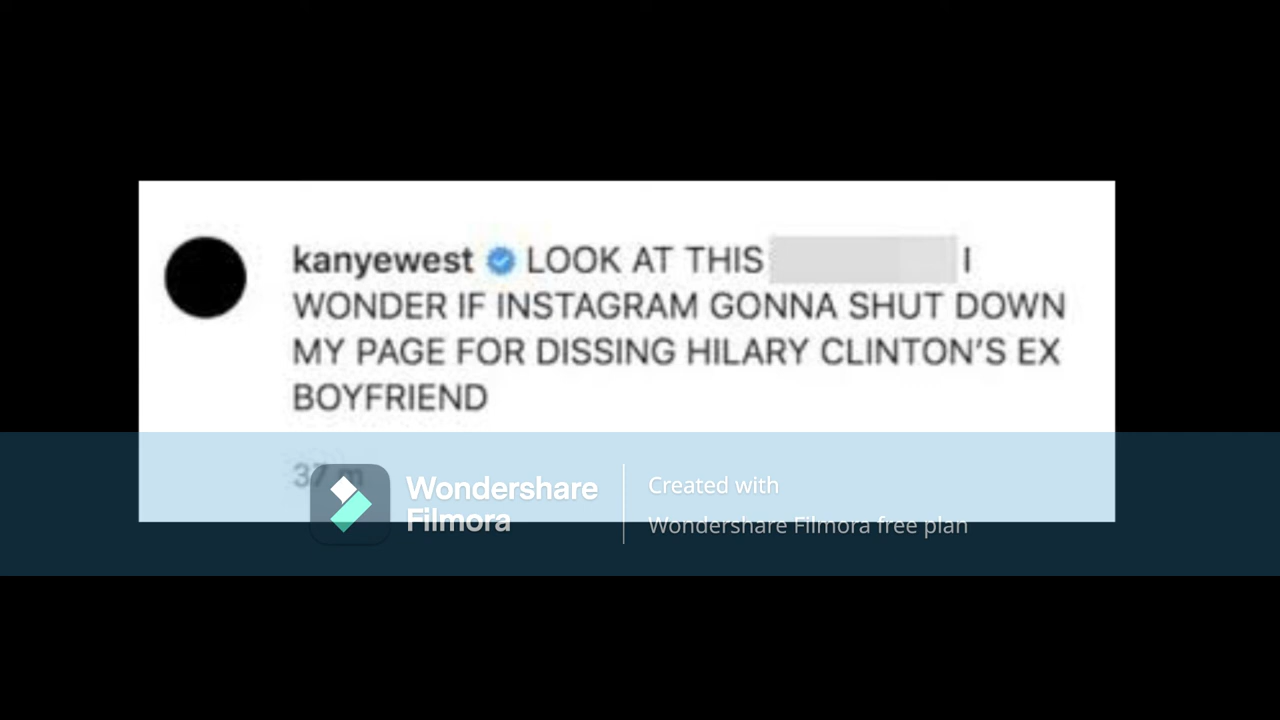 kanyewest LOOK AT THIS I
WONDER IF INSTAGRAM GONNA SHUT DOWN
MY PAGE FOR DISSING HILARY CLINTON'S EX
BOYFRIEND
37 m
Wondershare
Filmora
Created with
Wondershare Filmora free plan